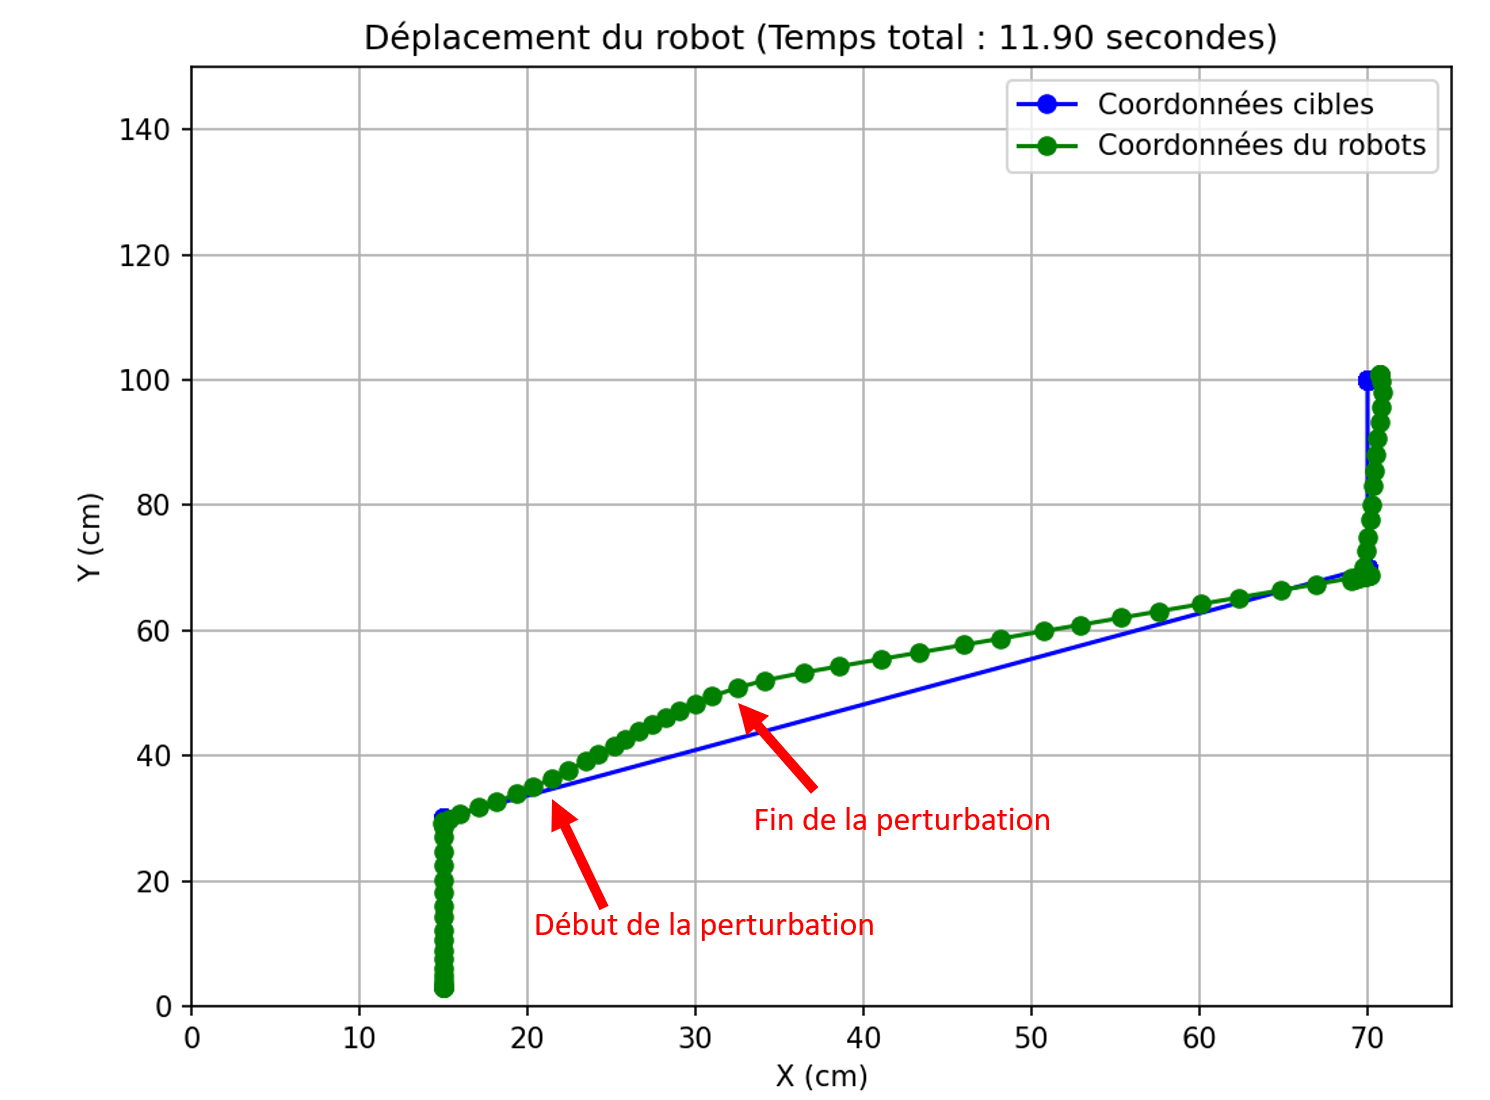 Déplacement du robot (Temps total : 11.90 secondes)
Coordonnées cibles
Coordonnées du robots
140
120
100
80
60
40
20
0
Y (cm)
Fin de la perturbation
Début de la perturbation
0 10 20 30 40 50 60 70
X (cm)